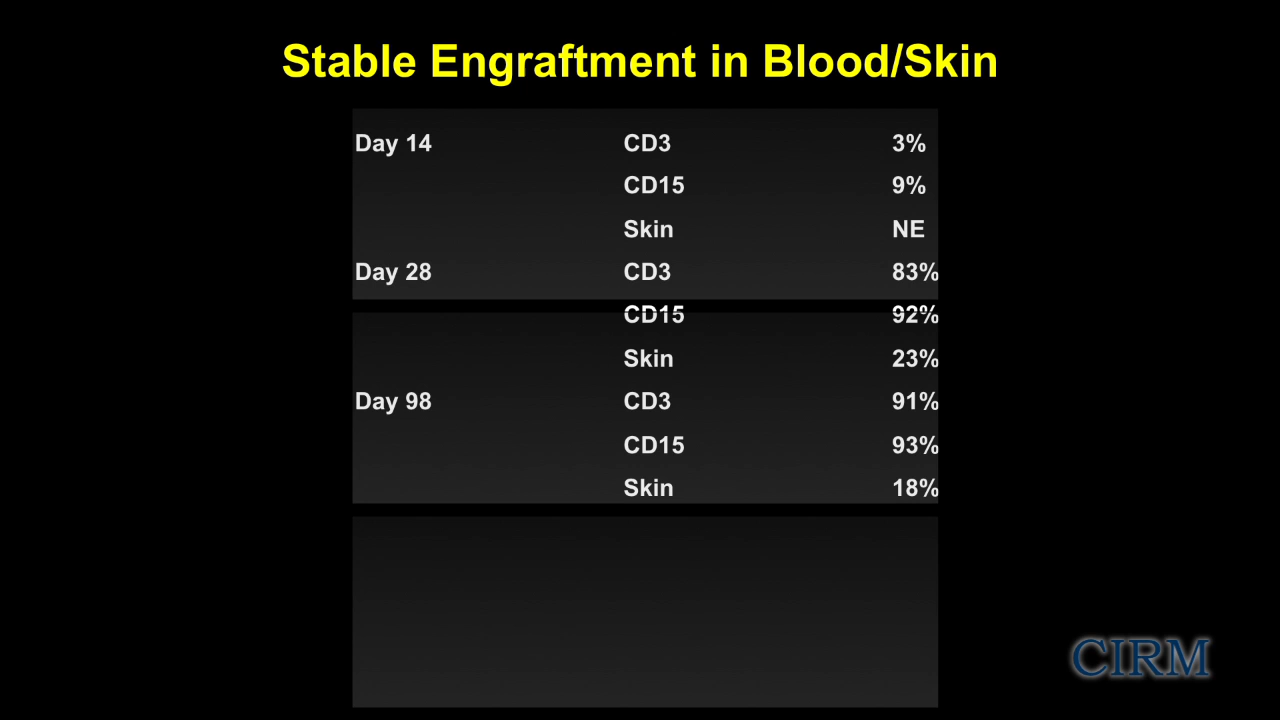 Stable Engraftment in Blood/Skin
Day 14 CD3 3%
CD15 9%
Skin NE
Day 28 CD3 83%
CD15 92%
Skin 23%
Day 98 CD3 91%
CD15 93%
Skin 18%
CIRM